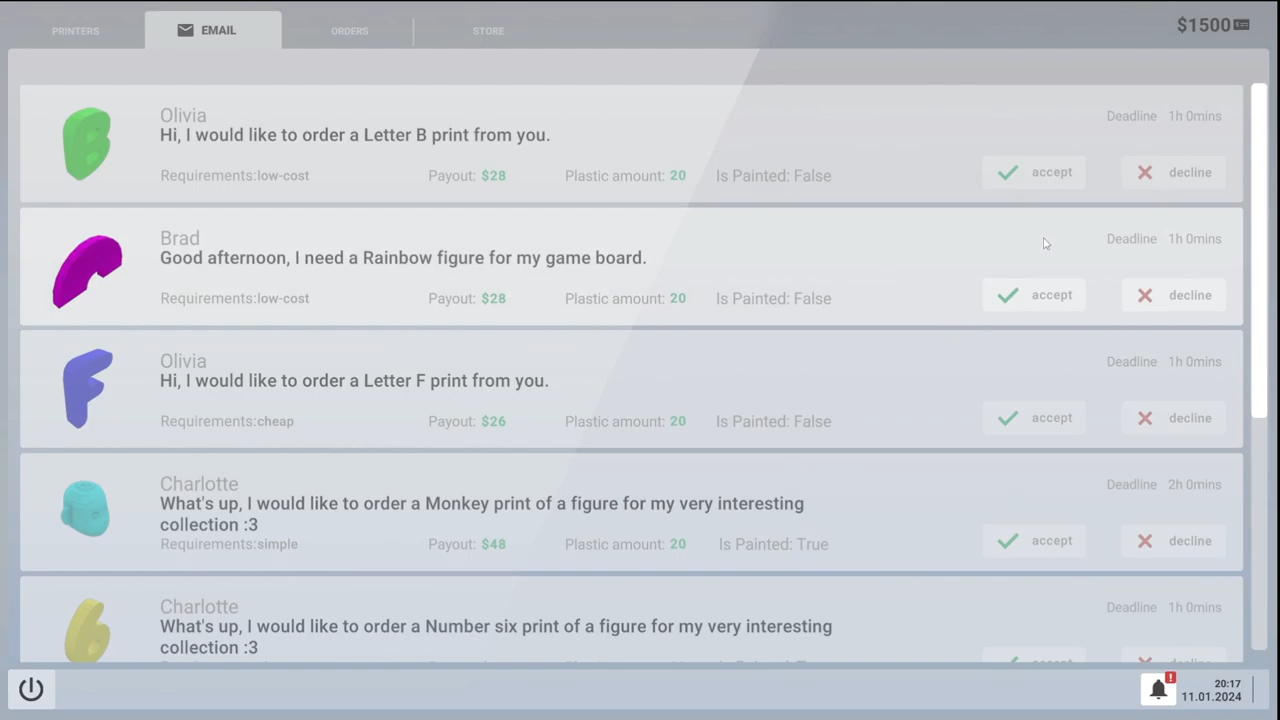 PRINTERS
EMAIL
ORDERS
STORE
$1500
Olivia
Deadline 1h 0mins
Hi, I would like to order a Letter B print from you.
Requirements:low-cost Payout: $28 Plastic amount: 20 Is Painted: False accept decline
Brad
Deadline 1h 0mins
Good afternoon, I need a Rainbow figure for my game board.
Requirements:low-cost Payout: $28 Plastic amount: 20 Is Painted: False accept decline
Olivia
Deadline 1h 0mins
Hi, I would like to order a Letter F print from you.
Requirements:cheap Payout: $26 Plastic amount: 20 Is Painted: False accept decline
Charlotte
Deadline 2h 0mins
What's up, I would like to order a Monkey print of a figure for my very interesting
collection :3
Requirements:simple Payout: $48 Plastic amount: 20 Is Painted: True accept decline
Charlotte
Deadline 1h 0mins
What's up, I would like to order a Number six print of a figure for my very interesting
collection :3
20:17
11.01.2024